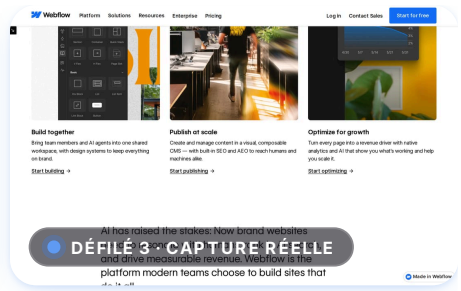 Webflow
Platform Solutions Resources Enterprise Pricing
Log in Contact Sales Start for free
Build together
Bring team members and AI agents into one shared
workspace, with design systems to keep everything
on-brand.
Start building →
Publish at scale
Create and manage content in a visual, composable
CMS — with built-in SEO and AEO to reach humans and
machines alike.
Start publishing →
Optimize for growth
Turn every page into a revenue driver with native
analytics and AI that show you what's working and help
you scale it.
Start optimizing →
AI has raised the stakes: Now brand websites
DÉFILÉ 3 · CAPTURE RÉELLE
and drive measurable revenue. Webflow is the
platform modern teams choose to build sites that
do it all
Made in Webflow